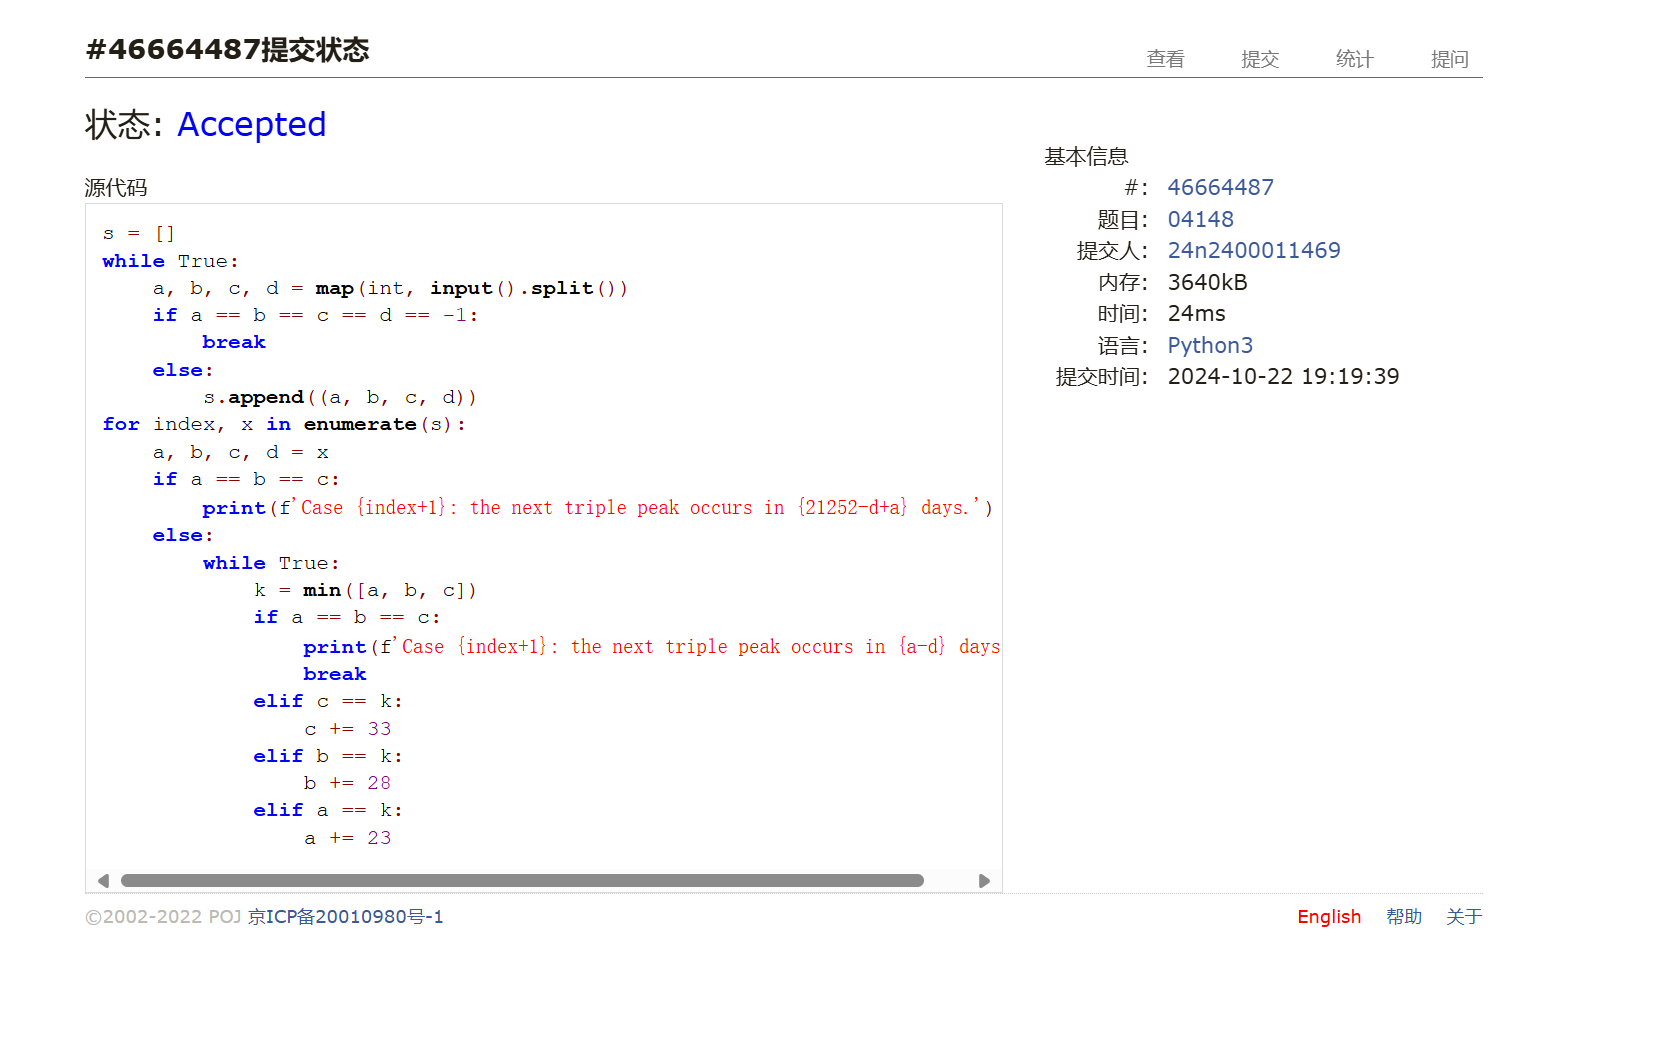 #46664487提交状态
查看 提交 统计 提问
状态: Accepted
源代码
s = []
while True:
    a, b, c, d = map(int, input().split())
    if a == b == c == d == -1:
        break
    else:
        s.append((a, b, c, d))
for index, x in enumerate(s):
    a, b, c, d = x
    if a == b == c:
        print(f'Case {index+1}: the next triple peak occurs in {21252-d+a} days.')
    else:
        while True:
            k = min([a, b, c])
            if a == b == c:
                print(f'Case {index+1}: the next triple peak occurs in {a-d} days
                break
            elif c == k:
                c += 33
            elif b == k:
                b += 28
            elif a == k:
                a += 23
基本信息
#: 46664487
题目: 04148
提交人: 24n2400011469
内存: 3640kB
时间: 24ms
语言: Python3
提交时间: 2024-10-22 19:19:39
©2002-2022 POJ 京ICP备20010980号-1
English 帮助 关于